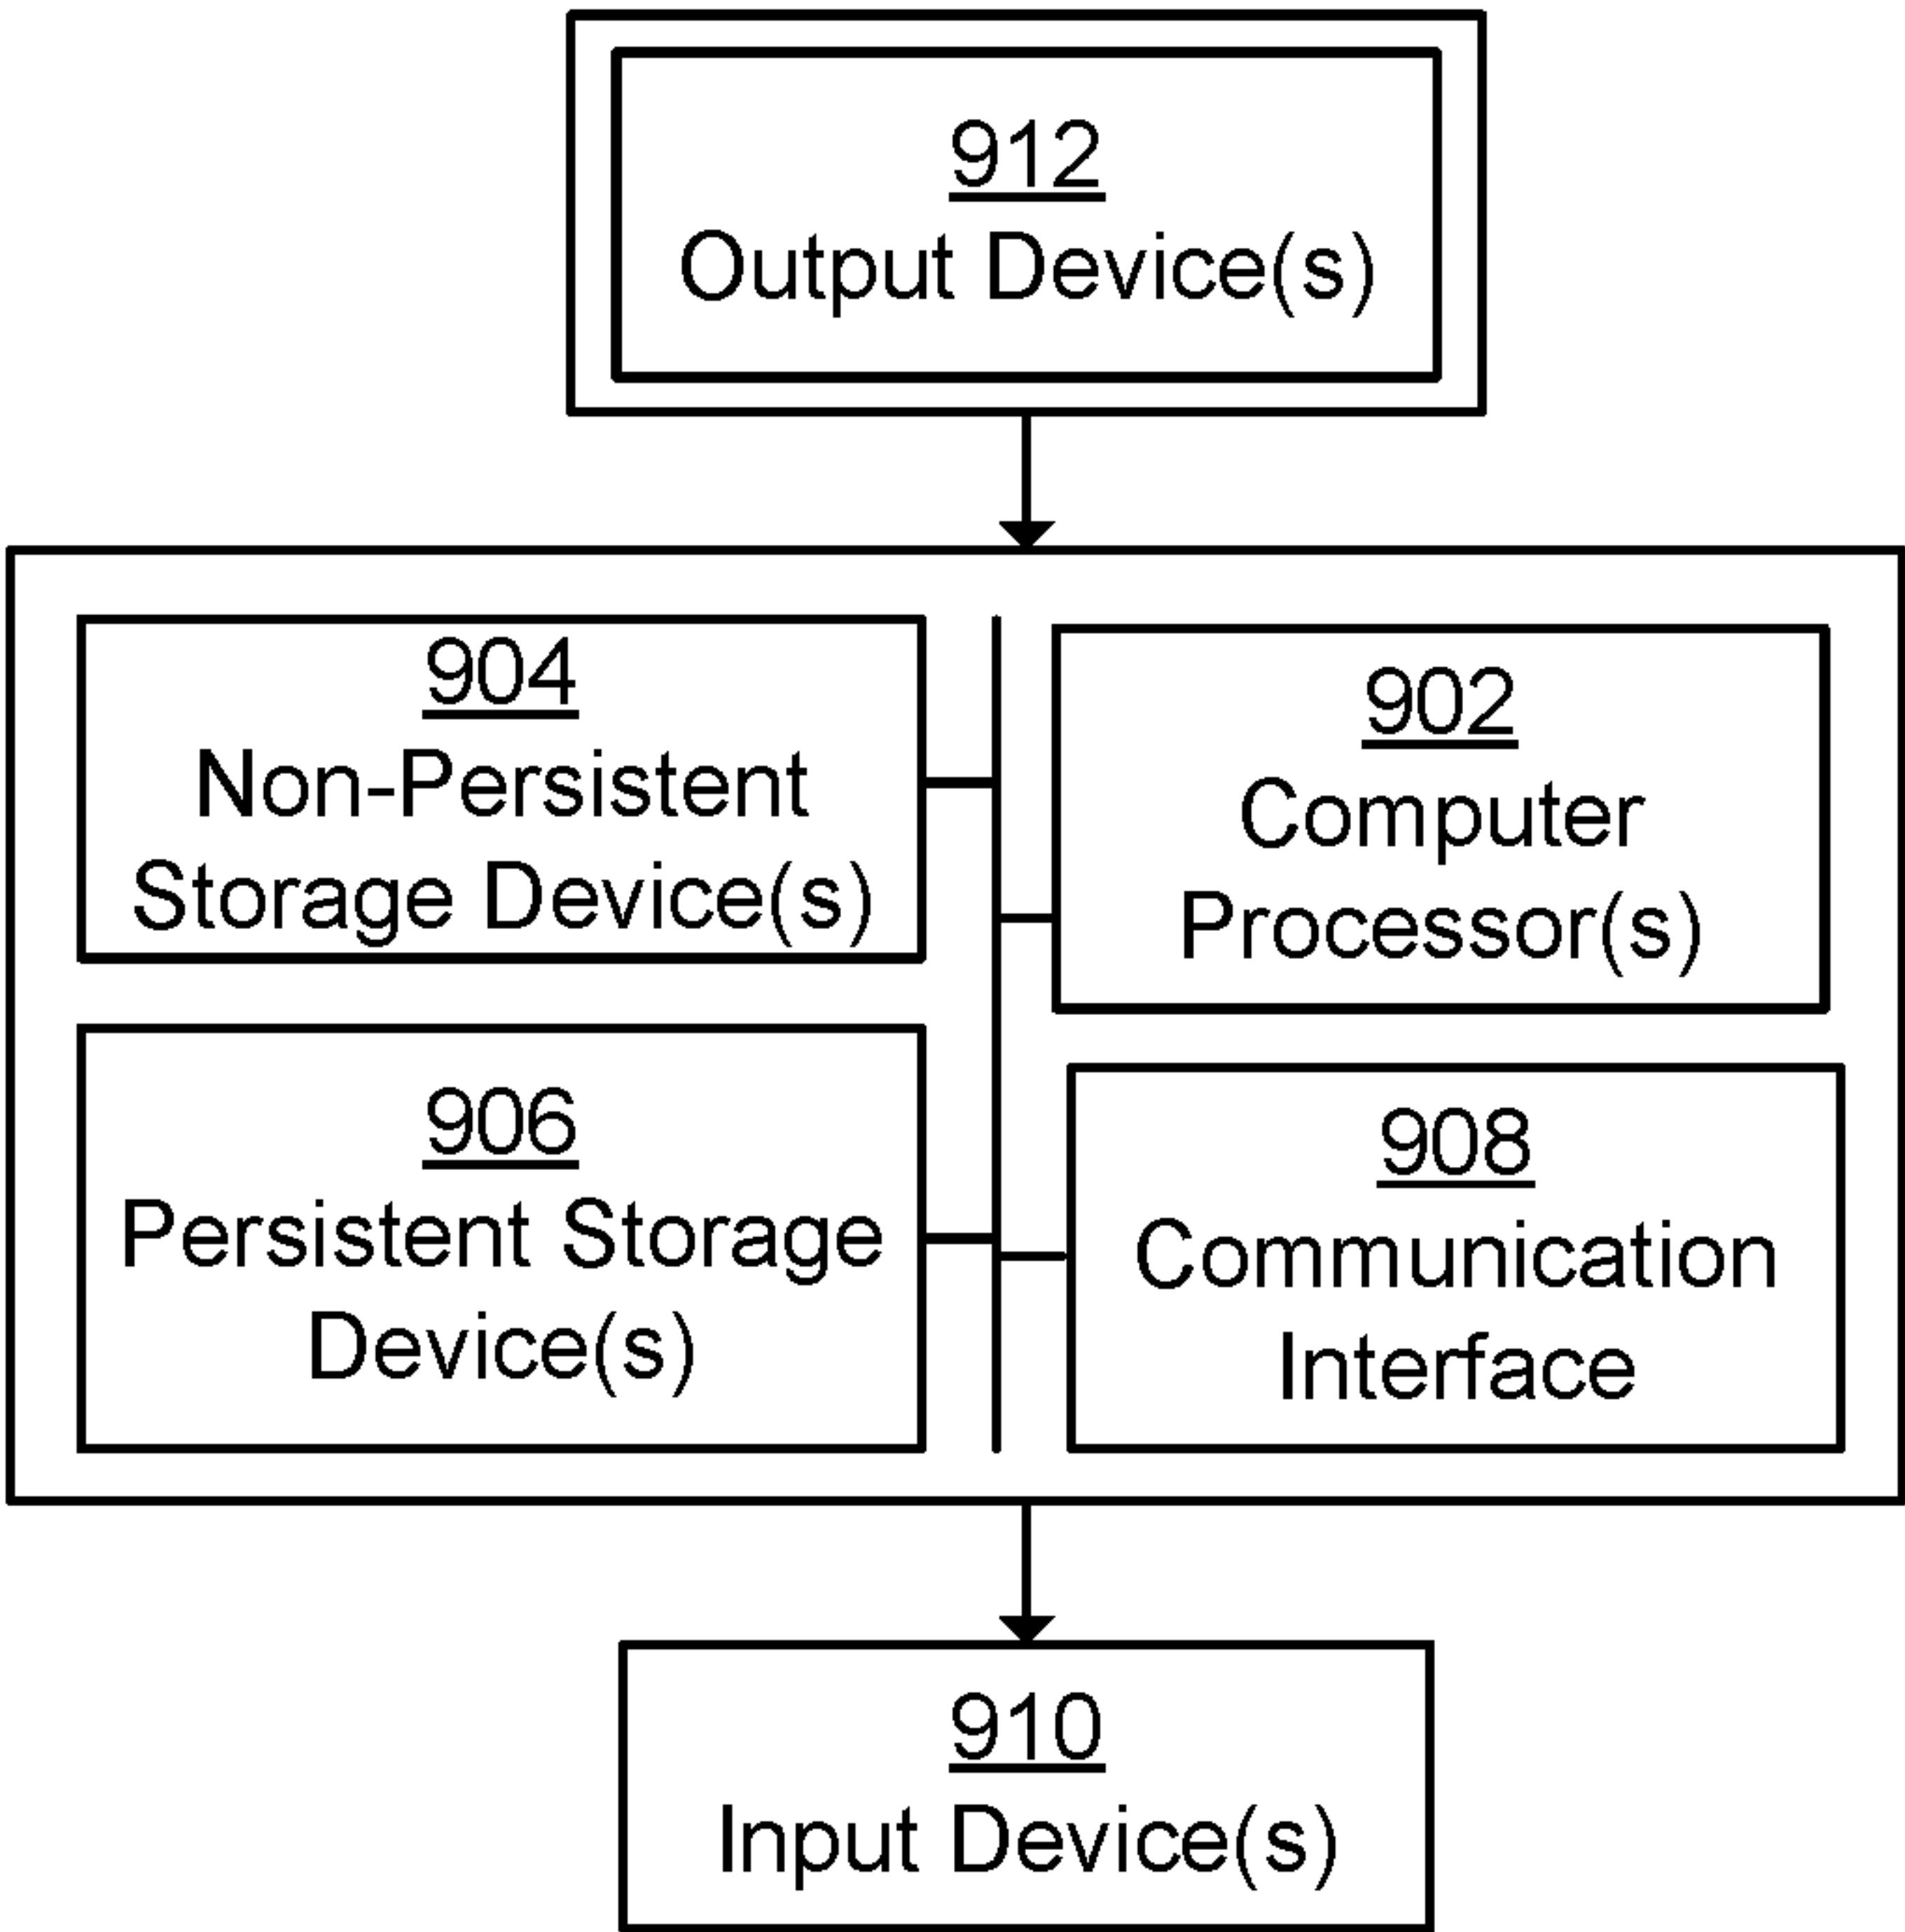 912
Output Device(s)
904
Non-Persistent
Storage Device(s)
902
Computer
Processor(s)
906
Persistent Storage
Device(s)
908
Communication
Interface
910
Input Device(s)